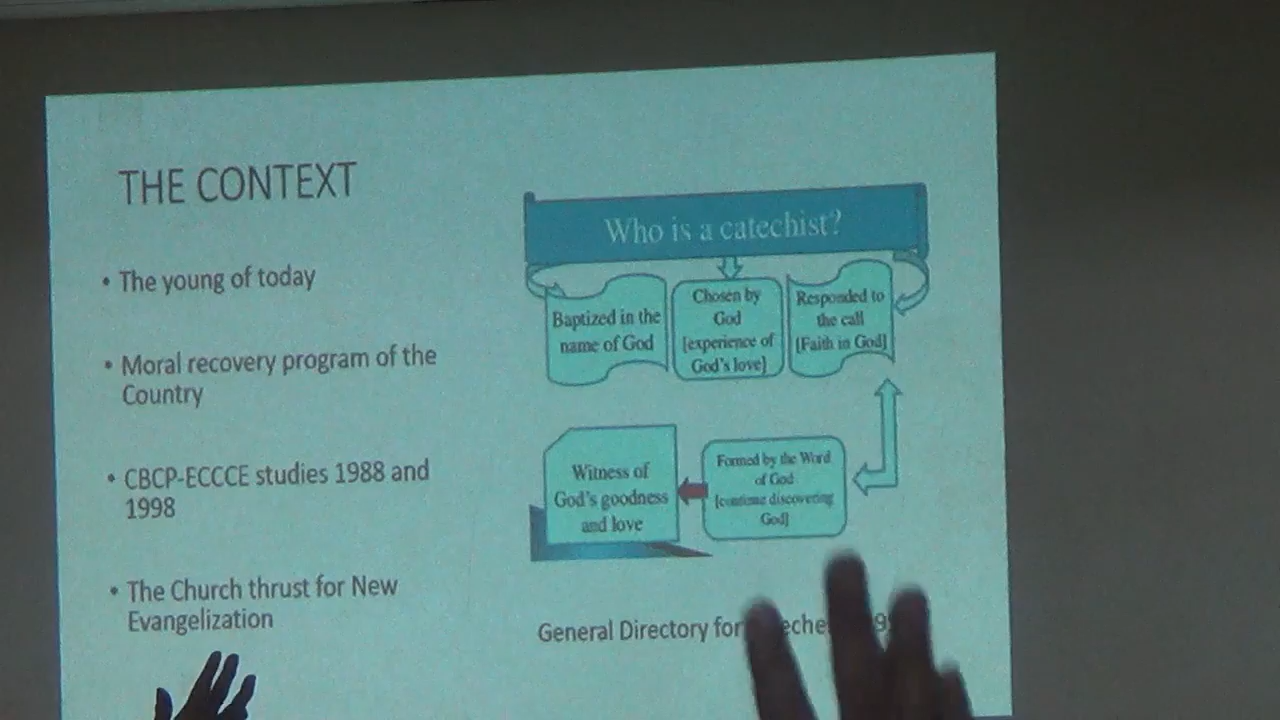 THE CONTEXT
• The young of today
• Moral recovery program of the
Country
• CBCP-ECCCE studies 1988 and
1998
• The Church thrust for New
Evangelization
Who is a catechist?
Baptized in the
name of God
Chosen by
God
[experience of
God's love]
Responded to
the call
[Faith in God]
Formed by the Word
of God
[continue discovering
God]
Witness of
God's goodness
and love
General Directory for